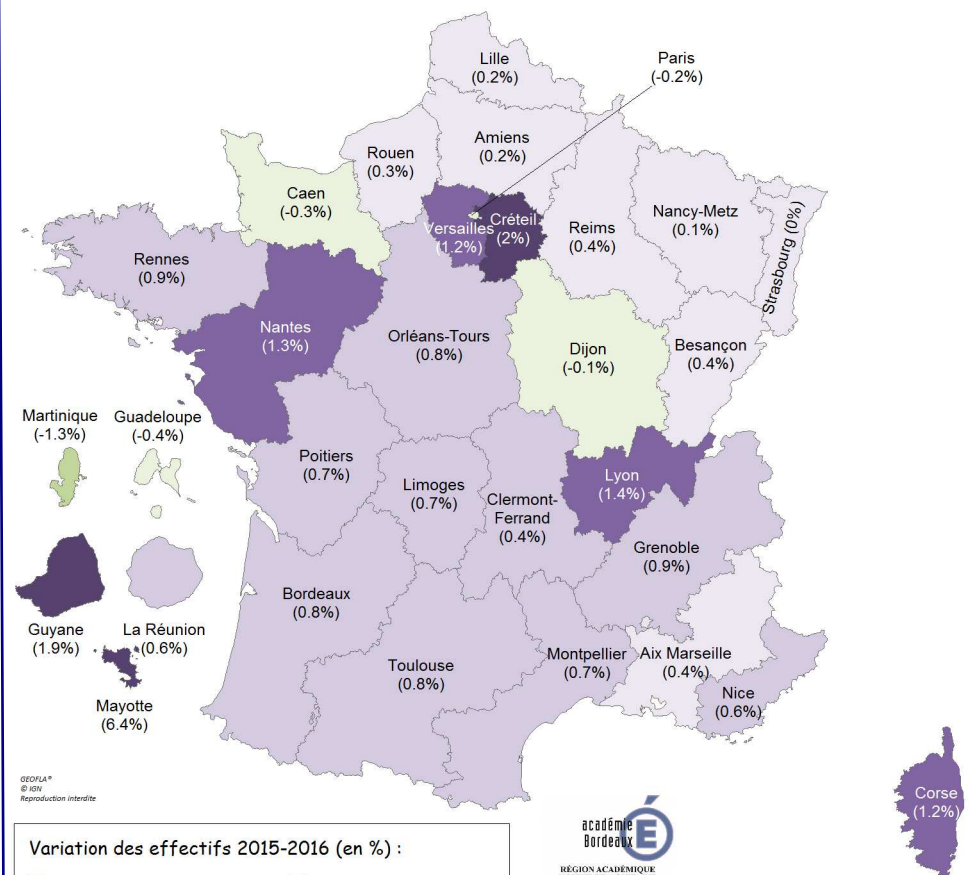 Lille
(0.2%)
Paris
(-0.2%)
Amiens
(0.2%)
Rouen
(0.3%)
Caen
(-0.3%)
Versailles
(1.2%)
Créteil
(2%)
Reims
(0.4%)
Nancy-Metz
(0.1%)
Strasbourg (0%)
Rennes
(0.9%)
Nantes
(1.3%)
Orléans-Tours
(0.8%)
Dijon
(-0.1%)
Besançon
(0.4%)
Martinique
(-1.3%)
Guadeloupe
(-0.4%)
Poitiers
(0.7%)
Limoges
(0.7%)
Clermont-
Ferrand
(0.4%)
Lyon
(1.4%)
Grenoble
(0.9%)
Bordeaux
(0.8%)
Guyane
(1.9%)
La Réunion
(0.6%)
Mayotte
(6.4%)
Toulouse
(0.8%)
Montpellier
(0.7%)
Aix Marseille
(0.4%)
Nice
(0.6%)
Corse
(1.2%)
GEOFLA®
© IGN
Reproduction interdite
Variation des effectifs 2015-2016 (en %) :
académie
Bordeaux
É
RÉGION ACADÉMIQUE